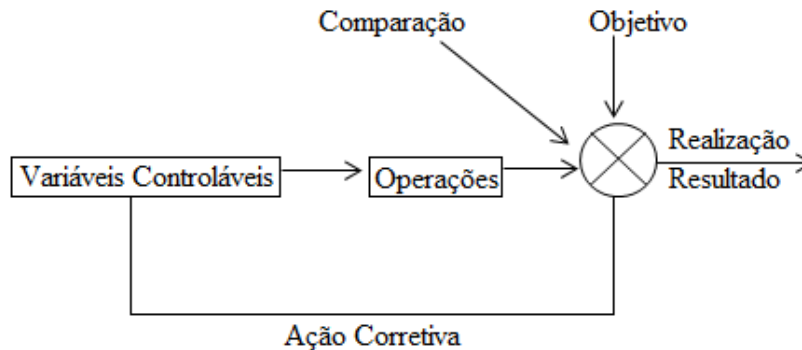 Comparação
Objetivo
Variáveis Controláveis
Operações
Realização
Resultado
Ação Corretiva